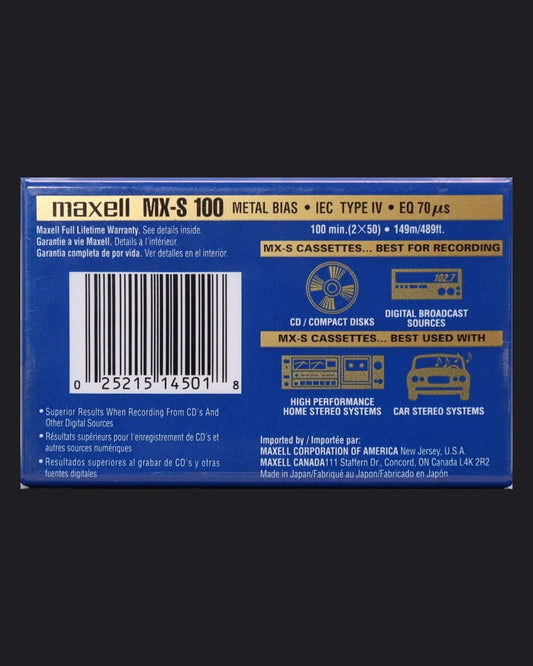 maxell MX-S 100 METAL BIAS • IEC TYPE IV • EQ 70 µs
Maxell Full Lifetime Warranty. See details inside.
Garantie a vie Maxell. Details a l'intérieur.
Garantía completa de por vida. Ver detalles en el interior.
100 min.(2×50) • 149m/489ft.
MX-S CASSETTES... BEST FOR RECORDING
102.7
CD / COMPACT DISKS
DIGITAL BROADCAST
SOURCES
MX-S CASSETTES... BEST USED WITH
HIGH PERFORMANCE
HOME STEREO SYSTEMS
CAR STEREO SYSTEMS
0 25215 14501 8
• Superior Results When Recording From CD's And
Other Digital Sources
• Résultats supérieurs pour l'enregistrement de CD's et
autres sources numériques
• Resultados superiores al grabar de CD's y otras
fuentes digitales
Imported by / Importée par:
MAXELL CORPORATION OF AMERICA New Jersey, U.S.A.
MAXELL CANADA111 Staffern Dr., Concord, ON Canada L4K 2R2
Made in Japan/Fabriqué au Japon/Fabricado en Japón